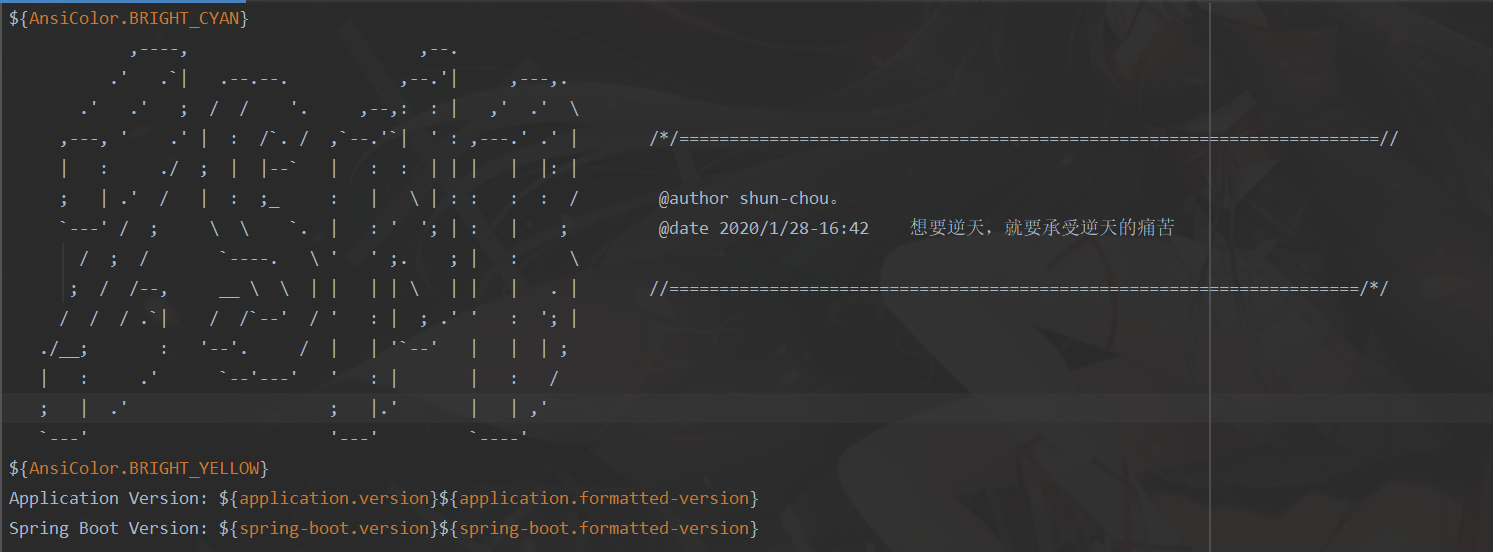 ${AnsiColor.BRIGHT_CYAN}
            ,----,                       ,--.
          .'   .`|   .--.--.           ,--.'|     ,---,.
       .'   .'   ;  /  /    '.     ,--,:  : |   ,'  .'  \
     ,---, '    .' |  :  /`. /  ,`--.'`|  ' : ,---.' .' |       /*/======================================================================//
     |   :     ./  ;  |  |--`   |   :  :  | | |   |  |: |
     ;   | .'  /   |  :  ;_     :   |   \ | : :   :  :  /        @author shun-chou。
     `---' /  ;     \  \    `.  |   : '  '; | :   |    ;         @date 2020/1/28-16:42    想要逆天，就要承受逆天的痛苦
       /  ;  /       `----.   \ '   ' ;.    ; |   :     \
      ;  /  /--,     __ \  \  | |   | | \   | |   |   . |       //=====================================================================/*/
     /  /  / .`|    /  /`--'  / '   : |  ; .' '   :  '; |
   ./__;       :   '--'.     /  |   | '`--'   |   |  | ;
   |   :     .'      `--'---'   '   : |       |   :   /
   ;   |  .'                    ;   |.'       |   | ,'
   `---'                        '---'         `----'
${AnsiColor.BRIGHT_YELLOW}
Application Version: ${application.version}${application.formatted-version}
Spring Boot Version: ${spring-boot.version}${spring-boot.formatted-version}